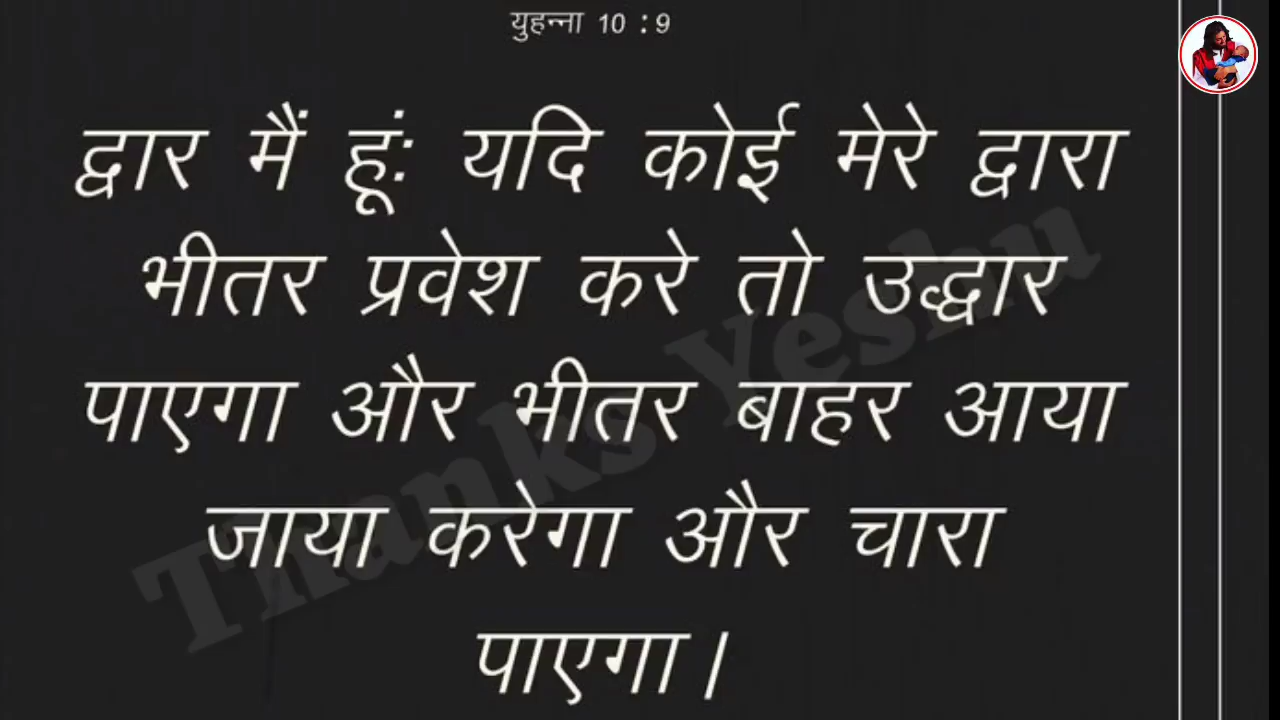 युहन्ना 10 : 9
द्वार मैं हूं: यदि कोई मेरे द्वारा
भीतर प्रवेश करे तो उद्धार
पाएगा और भीतर बाहर आया
जाया करेगा और चारा
पाएगा।
Thanks Yeshu